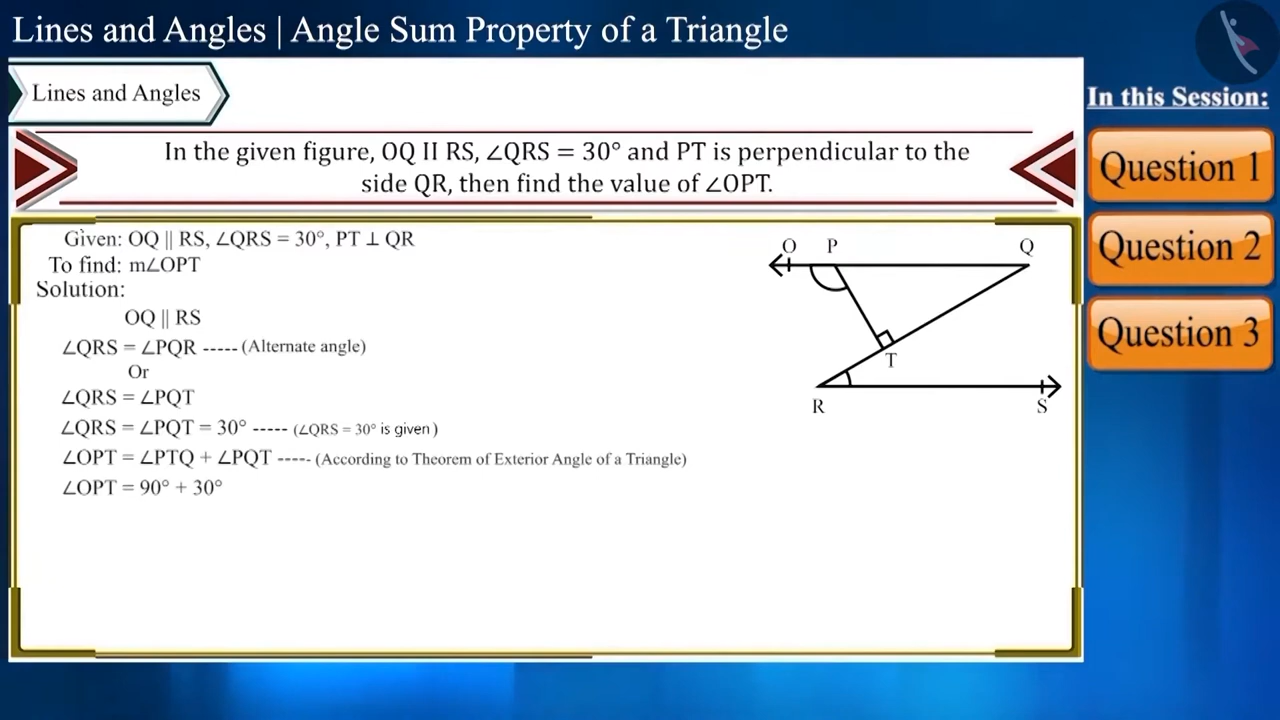 Lines and Angles | Angle Sum Property of a Triangle
Lines and Angles
In this Session:
In the given figure, OQ II RS, ∠QRS = 30° and PT is perpendicular to the
side QR, then find the value of ∠OPT.
Question 1
Question 2
Question 3
Given: OQ || RS, ∠QRS = 30°, PT ⊥ QR
To find: m∠OPT
Solution:
OQ || RS
∠QRS = ∠PQR ----- (Alternate angle)
Or
∠QRS = ∠PQT
∠QRS = ∠PQT = 30° ----- (∠QRS = 30° is given )
∠OPT = ∠PTQ + ∠PQT ----- (According to Theorem of Exterior Angle of a Triangle)
∠OPT = 90° + 30°
O P Q
T
R S